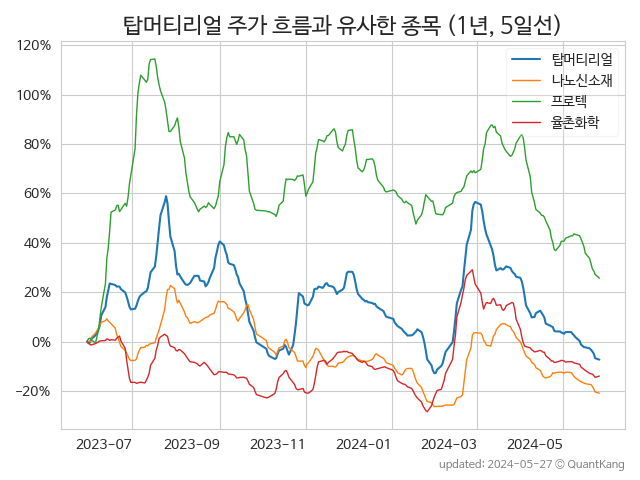 탑머티리얼 주가 흐름과 유사한 종목 (1년, 5일선)
120%
100%
80%
60%
40%
20%
0%
−20%
탑머티리얼
나노신소재
프로텍
율촌화학
2023-07
2023-09
2023-11
2024-01
2024-03
2024-05
updated: 2024-05-27 © QuantKang